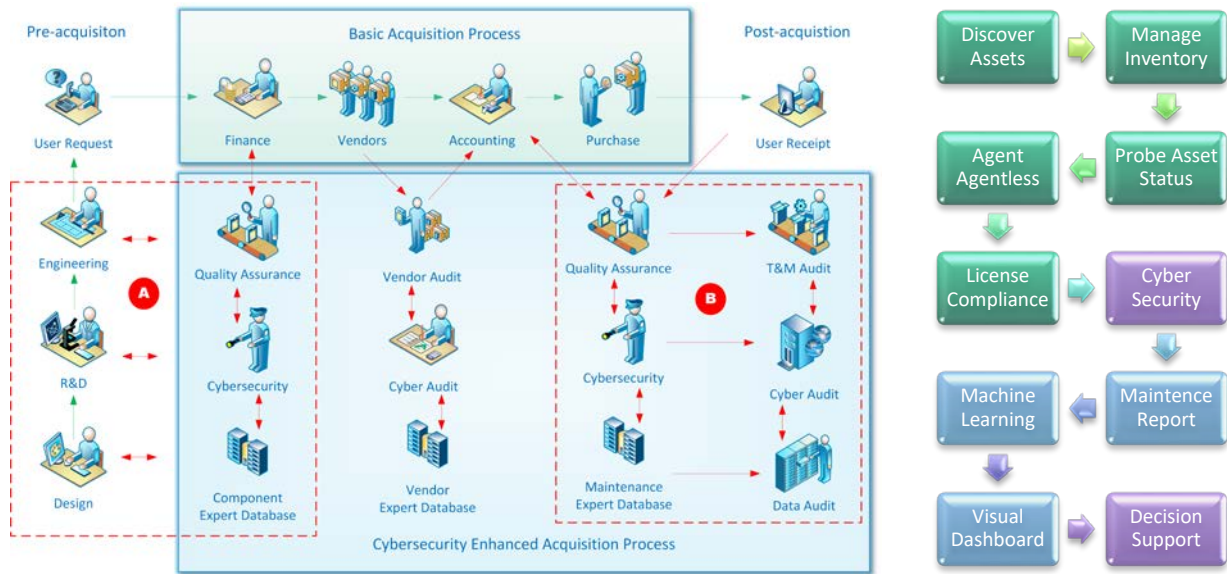 Pre-acquisiton
Basic Acquisition Process
Post-acquistion
User Request
Finance
Vendors
Accounting
Purchase
User Receipt
Engineering
A
Quality Assurance
Vendor Audit
Quality Assurance
B
T&M Audit
R&D
Cybersecurity
Cyber Audit
Cybersecurity
Cyber Audit
Design
Component
Expert Database
Vendor
Expert Database
Maintenance
Expert Database
Data Audit
Cybersecurity Enhanced Acquisition Process
Discover
Assets
Manage
Inventory
Agent
Agentless
Probe Asset
Status
License
Compliance
Cyber
Security
Machine
Learning
Maintence
Report
Visual
Dashboard
Decision
Support